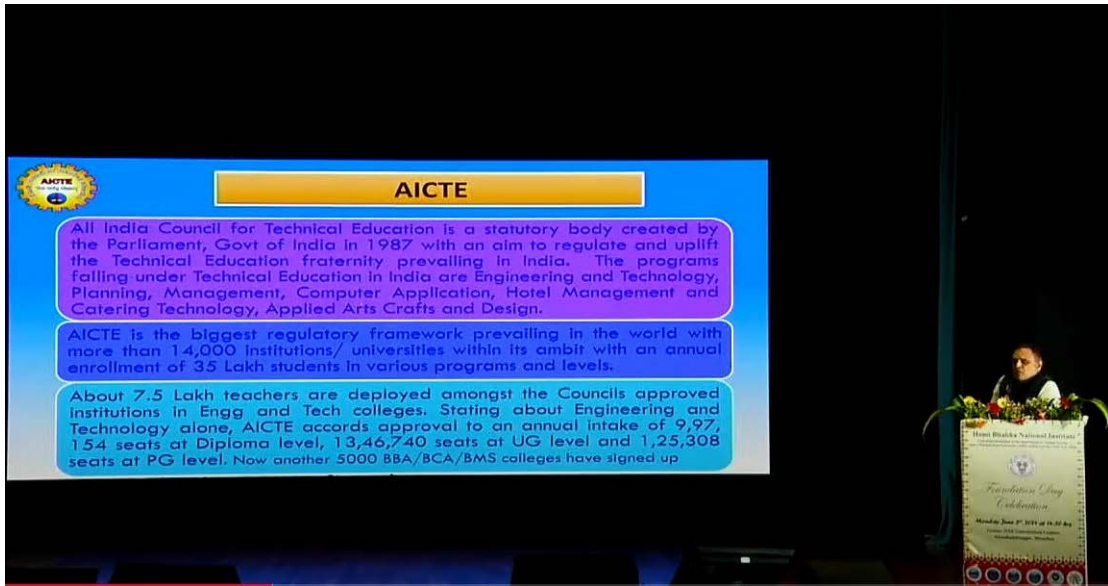 AICTE
AICTE
All India Council for Technical Education is a statutory body created by
the Parliament, Govt of India in 1987 with an aim to regulate and uplift
the Technical Education fraternity prevailing in India. The programs
falling under Technical Education in India are Engineering and Technology,
Planning, Management, Computer Application, Hotel Management and
Catering Technology, Applied Arts Crafts and Design.
AICTE is the biggest regulatory framework prevailing in the world with
more than 14,000 institutions/ universities within its ambit with an annual
enrollment of 35 Lakh students in various programs and levels.
About 7.5 Lakh teachers are deployed amongst the Councils approved
institutions in Engg and Tech colleges. Stating about Engineering and
Technology alone, AICTE accords approval to an annual intake of 9,97,
154 seats at Diploma level, 13,46,740 seats at UG level and 1,25,308
seats at PG level. Now another 5000 BBA/BCA/BMS colleges have signed up
Homi Bhabha National Institute
Foundation Day
Celebration